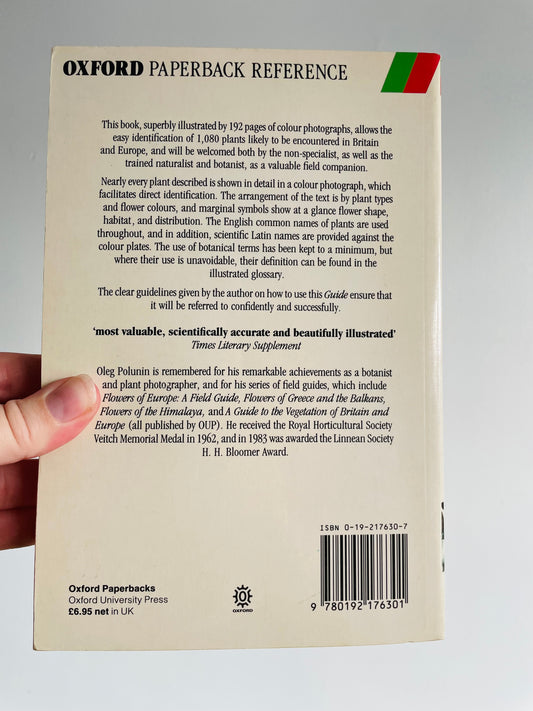 OXFORD PAPERBACK REFERENCE
This book, superbly illustrated by 192 pages of colour photographs, allows the
easy identification of 1,080 plants likely to be encountered in Britain
and Europe, and will be welcomed both by the non-specialist, as well as the
trained naturalist and botanist, as a valuable field companion.
Nearly every plant described is shown in detail in a colour photograph, which
facilitates direct identification. The arrangement of the text is by plant types
and flower colours, and marginal symbols show at a glance flower shape,
habitat, and distribution. The English common names of plants are used
throughout, and in addition, scientific Latin names are provided against the
colour plates. The use of botanical terms has been kept to a minimum, but
where their use is unavoidable, their definition can be found in the
illustrated glossary.
The clear guidelines given by the author on how to use this Guide ensure that
it will be referred to confidently and successfully.
‘most valuable, scientifically accurate and beautifully illustrated’
Times Literary Supplement
Oleg Polunin is remembered for his remarkable achievements as a botanist
and plant photographer, and for his series of field guides, which include
Flowers of Europe: A Field Guide, Flowers of Greece and the Balkans,
Flowers of the Himalaya, and A Guide to the Vegetation of Britain and
Europe (all published by OUP). He received the Royal Horticultural Society
Veitch Memorial Medal in 1962, and in 1983 was awarded the Linnean Society
H. H. Bloomer Award.
ISBN 0-19-217630-7
Oxford Paperbacks
Oxford University Press
£6.95 net in UK
OXFORD
9 780192 176301